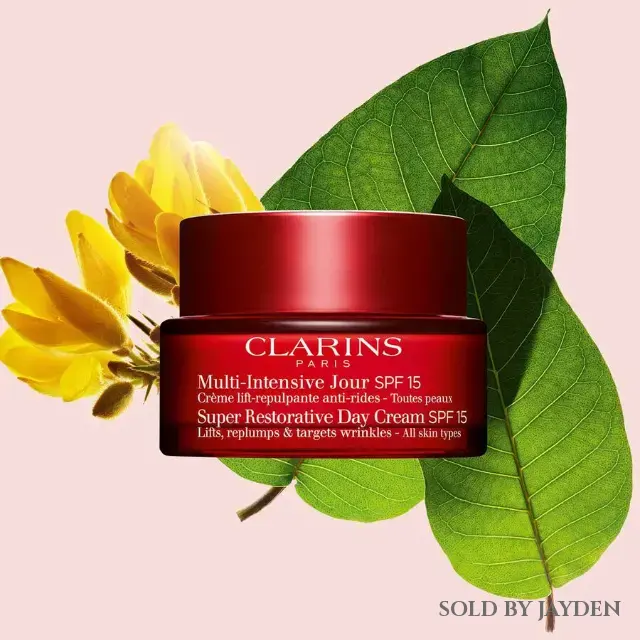 CLARINS
PARIS
Multi-Intensive Jour SPF 15
Crème lift-repulpante anti-rides – Toutes peaux
Super Restorative Day Cream SPF 15
Lifts, replumps & targets wrinkles – All skin types
SOLD BY JAYDEN